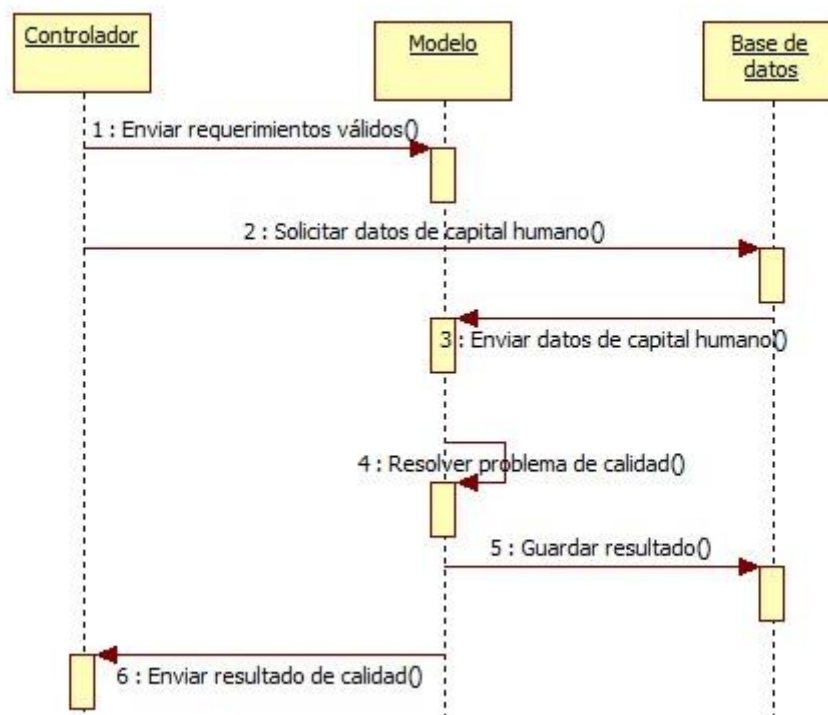 Controlador
Modelo
Base de
datos
1 : Enviar requerimientos válidos()
2 : Solicitar datos de capital humano()
3 : Enviar datos de capital humano()
4 : Resolver problema de calidad()
5 : Guardar resultado()
6 : Enviar resultado de calidad()